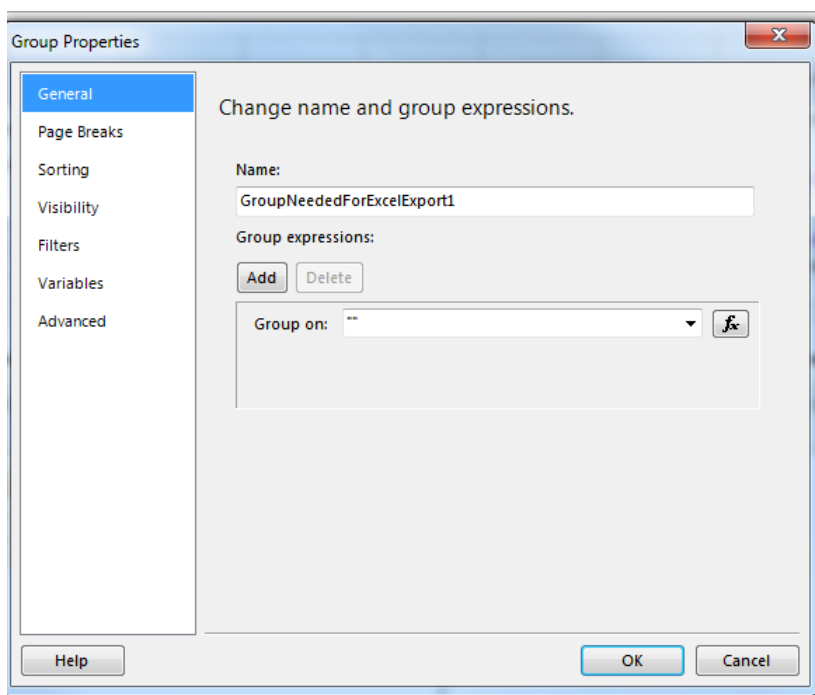 Group Properties
General
Page Breaks
Sorting
Visibility
Filters
Variables
Advanced
Change name and group expressions.
Name:
GroupNeededForExcelExport1
Group expressions:
Add Delete
Group on: "" fx
Help OK Cancel